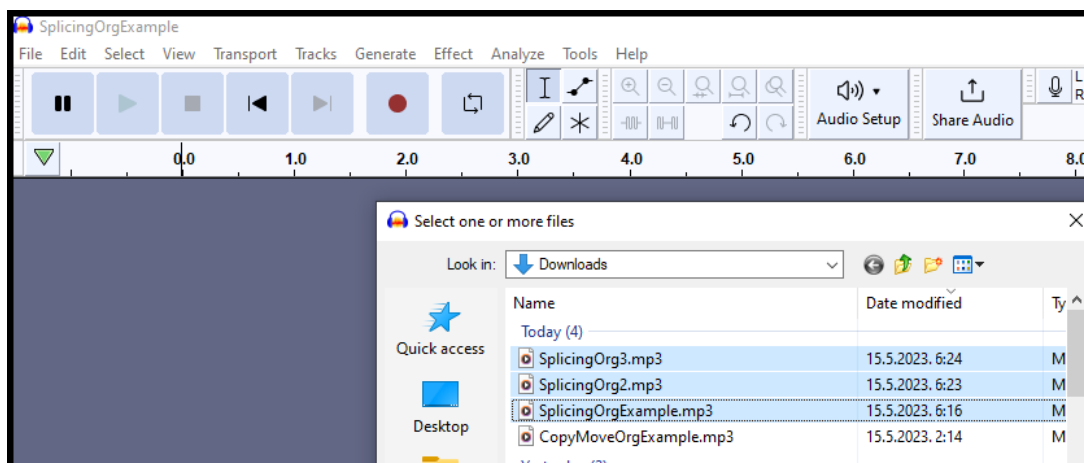 SplicingOrgExample
File Edit Select View Transport Tracks Generate Effect Analyze Tools Help
Audio Setup
Share Audio
L
R
0.0 1.0 2.0 3.0 4.0 5.0 6.0 7.0 8.0
Select one or more files
Look in: Downloads
Name Date modified Ty
Today (4)
Quick access
SplicingOrg3.mp3 15.5.2023. 6:24 M
SplicingOrg2.mp3 15.5.2023. 6:23 M
SplicingOrgExample.mp3 15.5.2023. 6:16 M
Desktop
CopyMoveOrgExample.mp3 15.5.2023. 2:14 M